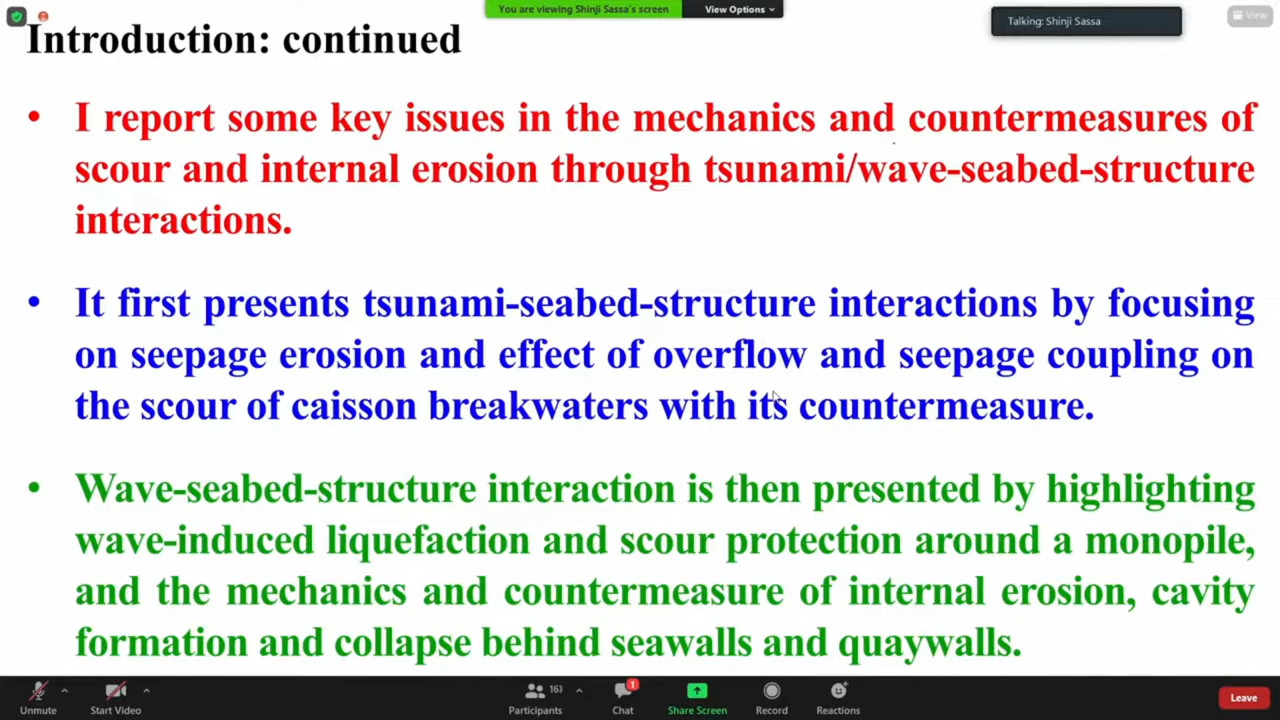 You are viewing Shinji Sassa's screen
View Options
Talking: Shinji Sassa
View
Introduction: continued
• I report some key issues in the mechanics and countermeasures of
scour and internal erosion through tsunami/wave-seabed-structure
interactions.
• It first presents tsunami-seabed-structure interactions by focusing
on seepage erosion and effect of overflow and seepage coupling on
the scour of caisson breakwaters with its countermeasure.
• Wave-seabed-structure interaction is then presented by highlighting
wave-induced liquefaction and scour protection around a monopile,
and the mechanics and countermeasure of internal erosion, cavity
formation and collapse behind seawalls and quaywalls.
163
1
Unmute
Start Video
Participants
Chat
Share Screen
Record
Reactions
Leave